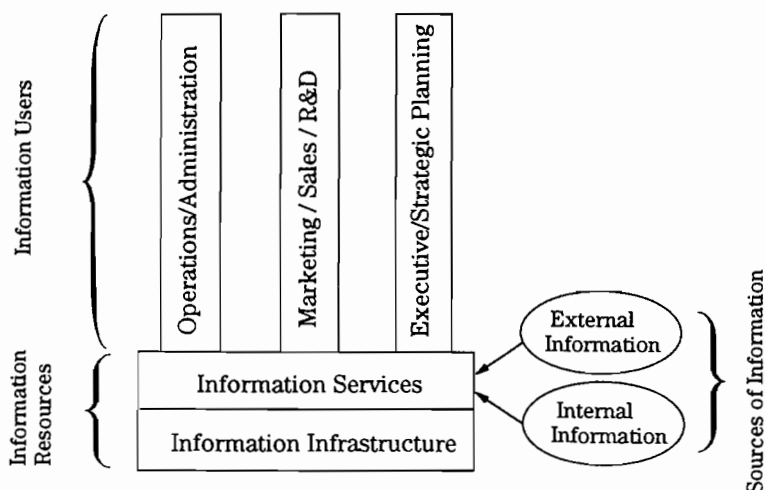 Information Users
Operations/Administration
Marketing / Sales / R&D
Executive/Strategic Planning
Information
Resources
Information Services
Information Infrastructure
External
Information
Internal
Information
Sources of Information